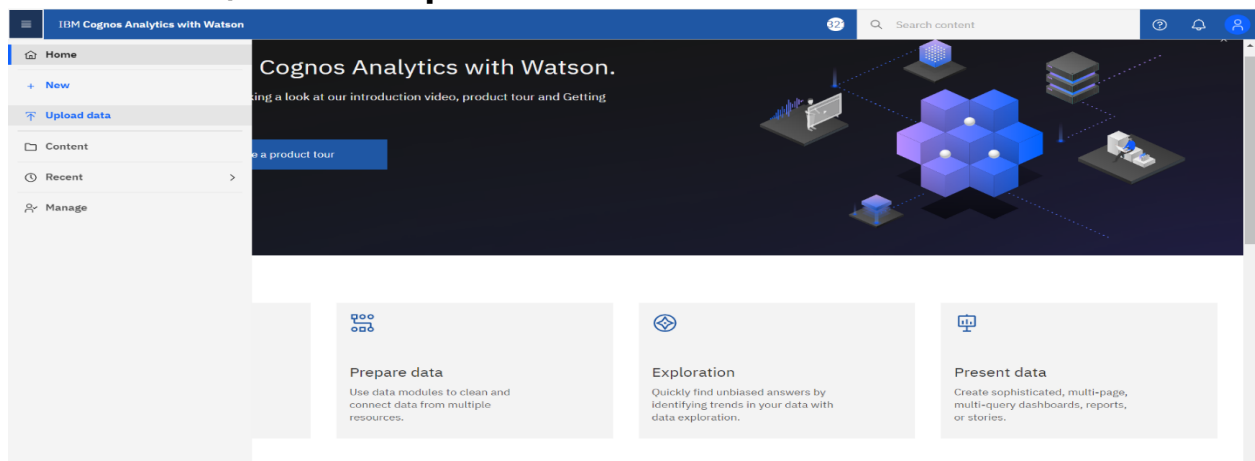 IBM Cognos Analytics with Watson
Search content
Home
New
Upload data
Content
Recent
Manage
Cognos Analytics with Watson.
king a look at our introduction video, product tour and Getting
e a product tour
Prepare data
Use data modules to clean and
connect data from multiple
resources.
Exploration
Quickly find unbiased answers by
identifying trends in your data with
data exploration.
Present data
Create sophisticated, multi-page,
multi-query dashboards, reports,
or stories.